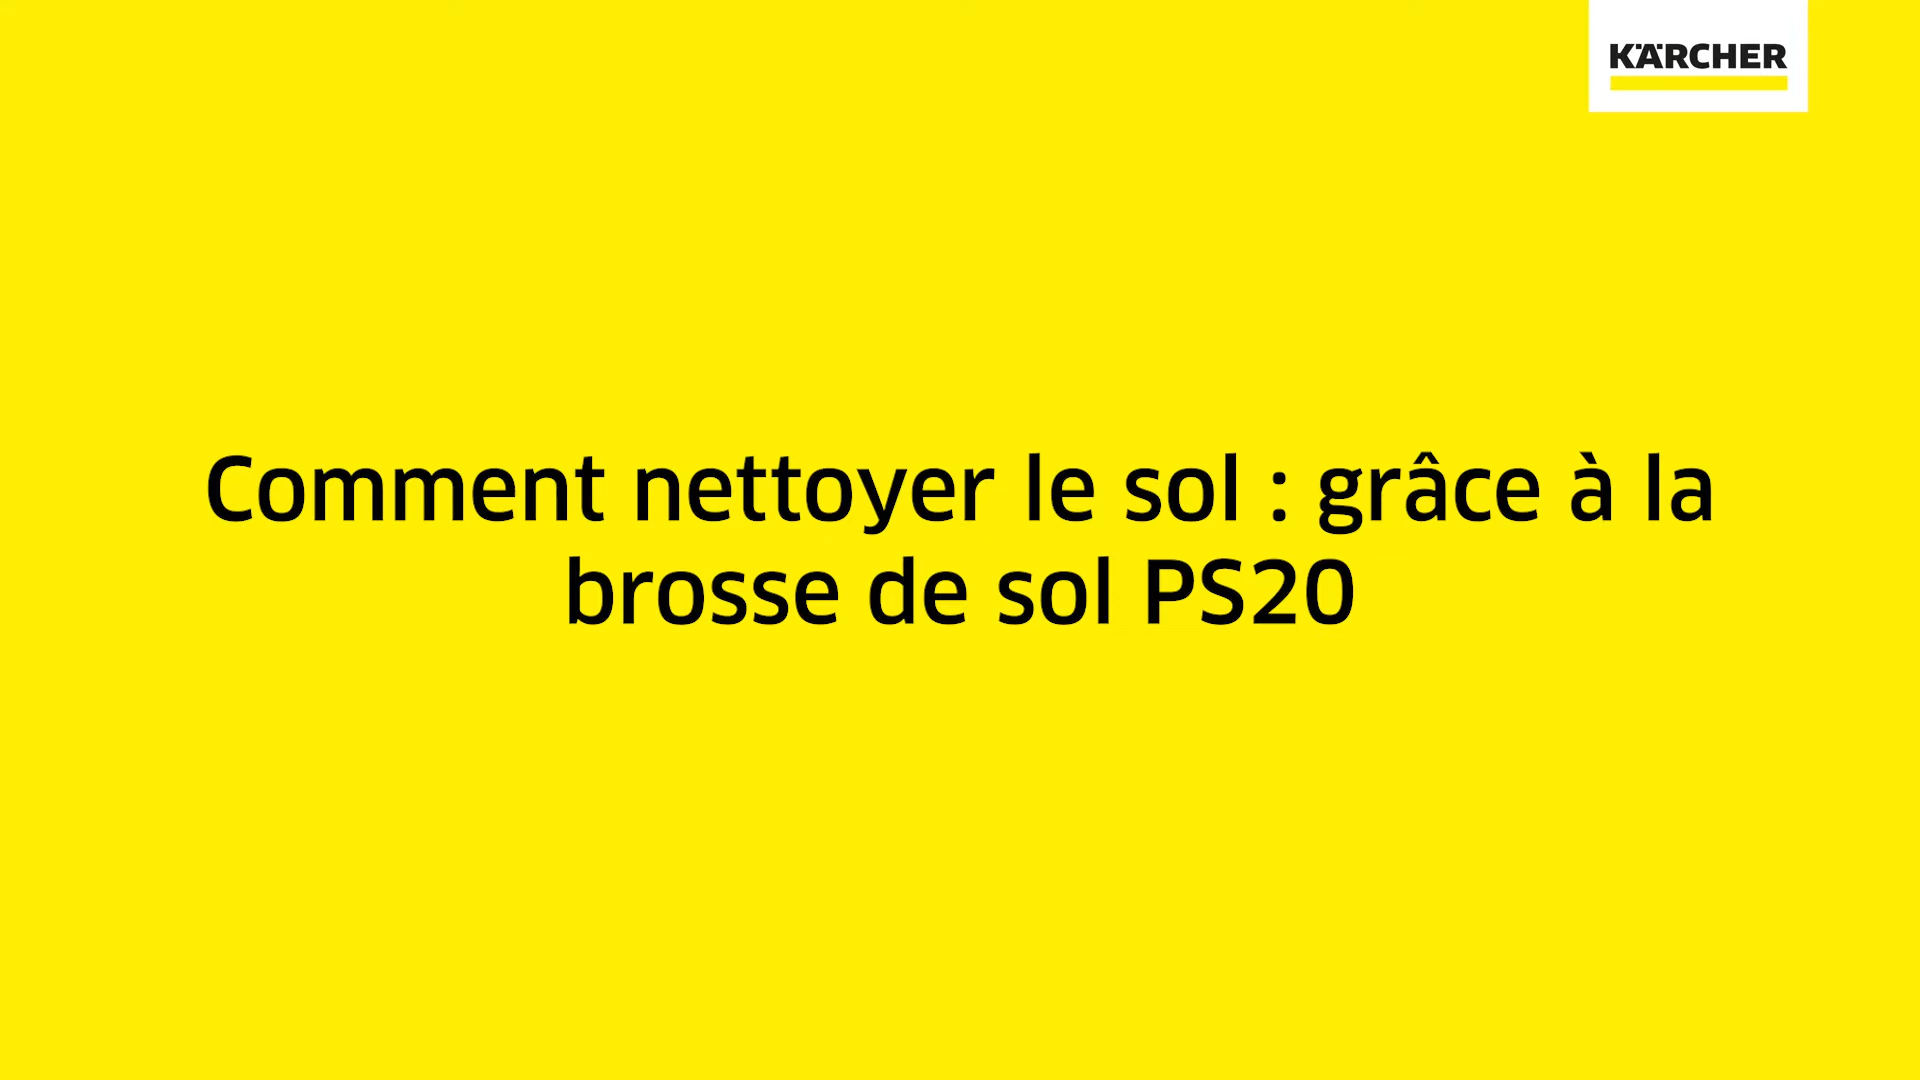 KÄRCHER
Comment nettoyer le sol : grâce à la
brosse de sol PS20